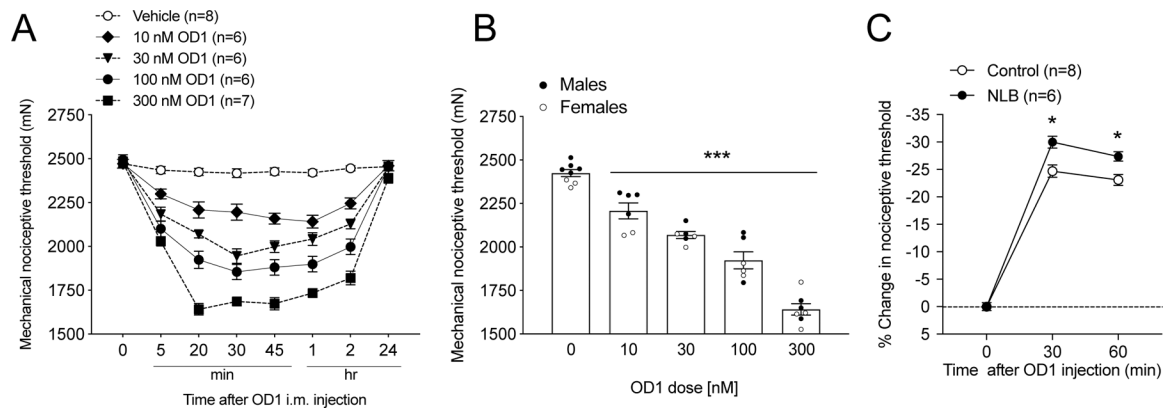 A
Vehicle (n=8)
10 nM OD1 (n=6)
30 nM OD1 (n=6)
100 nM OD1 (n=6)
300 nM OD1 (n=7)
Mechanical nociceptive threshold (mN)
2750
2500
2250
2000
1750
1500
0 5 20 30 45 1 2 24
min hr
Time after OD1 i.m. injection
B
Males
Females
Mechanical nociceptive threshold (mN)
2750
2500
2250
2000
1750
1500
***
0 10 30 100 300
OD1 dose [nM]
C
Control (n=8)
NLB (n=6)
% Change in nociceptive threshold
-35
-30
-25
-20
-15
-10
-5
0
5
* *
0 30 60
Time after OD1 injection (min)